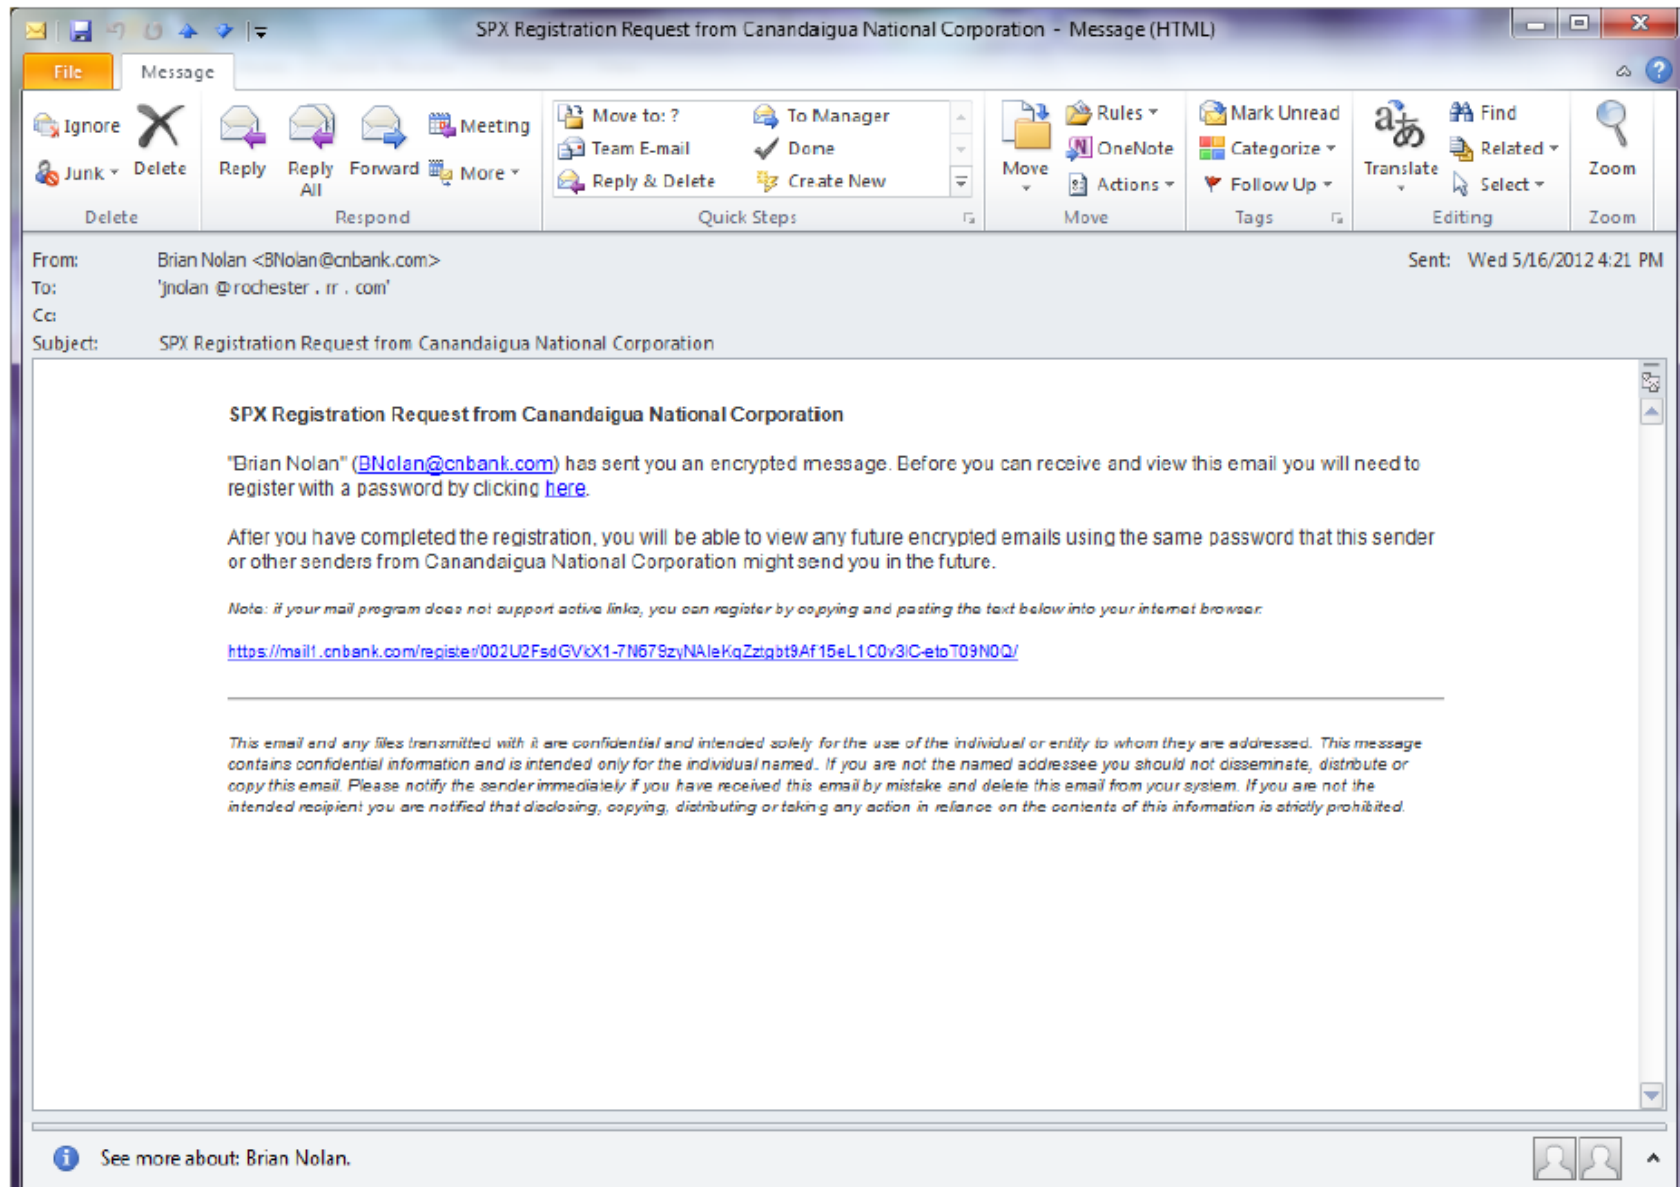 SPX Registration Request from Canandaigua National Corporation - Message (HTML)
File Message
Ignore
Junk
Delete
Delete
Reply
Reply All
Forward
Meeting
More
Respond
Move to: ?
To Manager
Team E-mail
Done
Reply & Delete
Create New
Quick Steps
Move
Rules
OneNote
Actions
Move
Mark Unread
Categorize
Follow Up
Tags
Translate
Find
Related
Select
Editing
Zoom
Zoom
From: Brian Nolan <BNolan@cnbank.com>
Sent: Wed 5/16/2012 4:21 PM
To: 'jnolan @ rochester . rr . com'
Cc:
Subject: SPX Registration Request from Canandaigua National Corporation
SPX Registration Request from Canandaigua National Corporation
"Brian Nolan" (BNolan@cnbank.com) has sent you an encrypted message. Before you can receive and view this email you will need to
register with a password by clicking here.
After you have completed the registration, you will be able to view any future encrypted emails using the same password that this sender
or other senders from Canandaigua National Corporation might send you in the future.
Note: if your mail program does not support active links, you can register by copying and pasting the text below into your internet browser:
This email and any files transmitted with it are confidential and intended solely for the use of the individual or entity to whom they are addressed. This message
contains confidential information and is intended only for the individual named. If you are not the named addressee you should not disseminate, distribute or
copy this email. Please notify the sender immediately if you have received this email by mistake and delete this email from your system. If you are not the
intended recipient you are notified that disclosing, copying, distributing or taking any action in reliance on the contents of this information is strictly prohibited.
See more about: Brian Nolan.